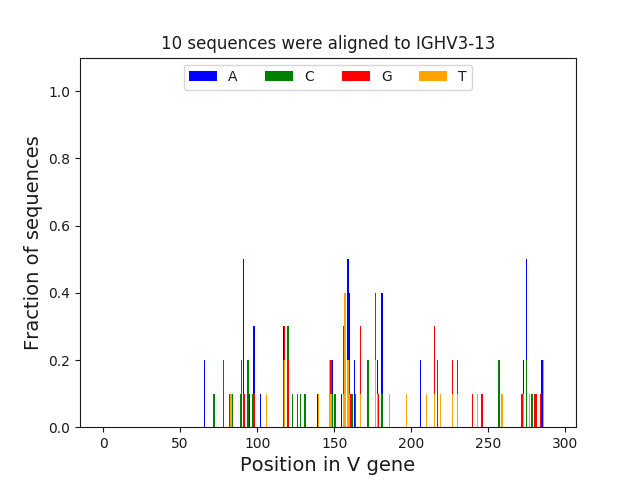 10 sequences were aligned to IGHV3-13
A C G T
1.0
0.8
0.6
0.4
0.2
0.0
Fraction of sequences
0 50 100 150 200 250 300
Position in V gene